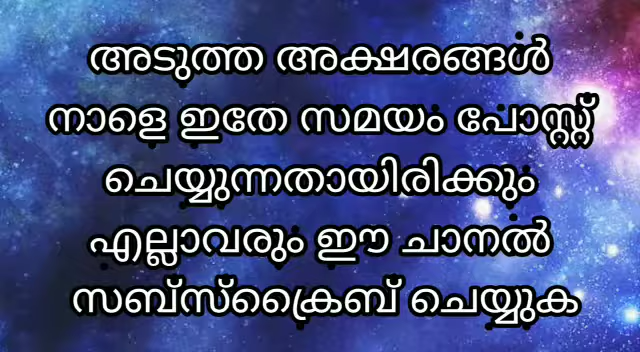 അടുത്ത അക്ഷരങ്ങൾ
നാളെ ഇതേ സമയം പോസ്റ്റ്
ചെയ്യുന്നതായിരിക്കും
എല്ലാവരും ഈ ചാനൽ
സബ്സ്ക്രൈബ് ചെയ്യുക